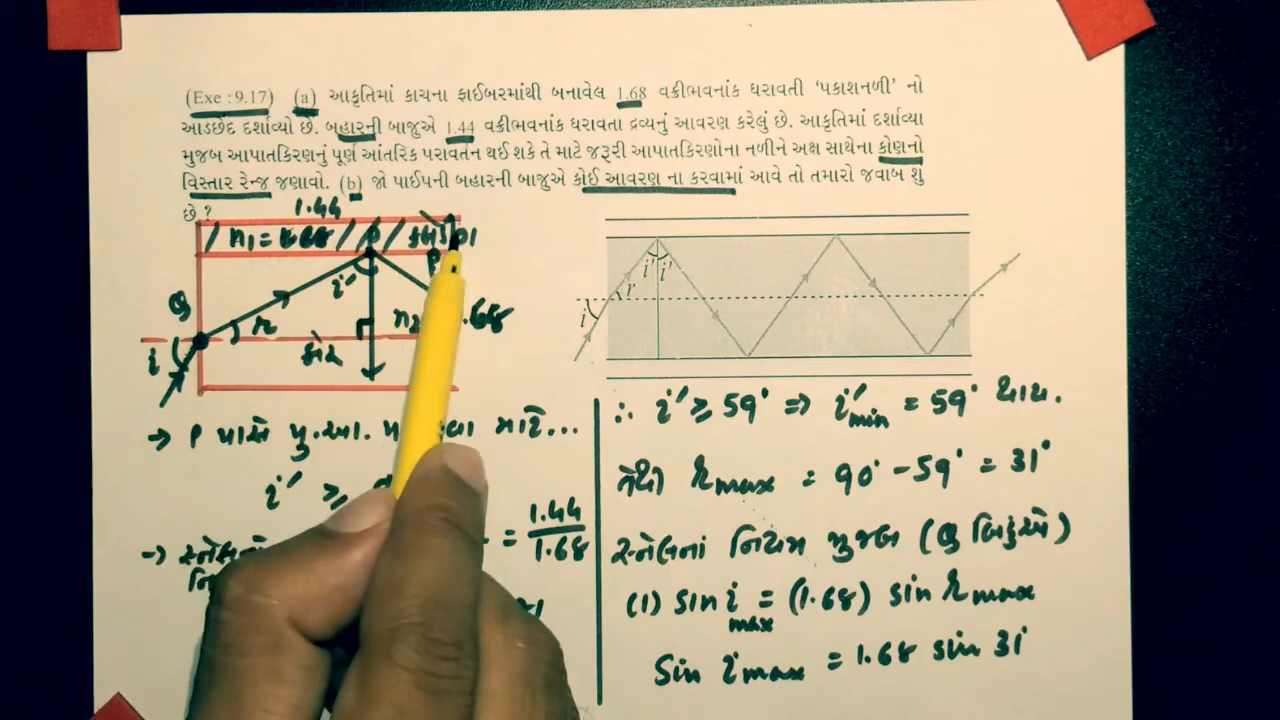 (Exe : 9.17) (a) આકૃતિમાં કાચના ફાઈબરમાંથી બનાવેલ 1.68 વક્રીભવનાંક ધરાવતી ‘પકાશનળી’ નો
આડછેદ દર્શાવ્યો છે. બહારની બાજુએ 1.44 વક્રીભવનાંક ધરાવતા દ્રવ્યનું આવરણ કરેલું છે. આકૃતિમાં દર્શાવ્યા
મુજબ આપાતકિરણનું પૂર્ણ આંતરિક પરાવર્તન થઈ શકે તે માટે જરૂરી આપાતકિરણોના નળીને અક્ષ સાથેના કોણનો
વિસ્તાર રેન્જ જણાવો. (b) જો પાઈપની બહારની બાજુએ કોઈ આવરણ ના કરવામાં આવે તો તમારો જવાબ શું
છે ?
1.44
n₁ =
P
Q
i'
r
i
n₂ .68
કોર
i' i'
r
i
→ P પાસે પૂ.આ. માટે...
i' ≥
= 1.44
1.68
→ સ્નેલના
∴ i' ≥ 59° ⇒ i'min = 59° થાય.
તેથી rmax = 90° - 59° = 31°
સ્નેલનાં નિયમ મુજબ (Q બિંદુએ)
(1) sin imax = (1.68) sin rmax
Sin imax = 1.68 sin 31°